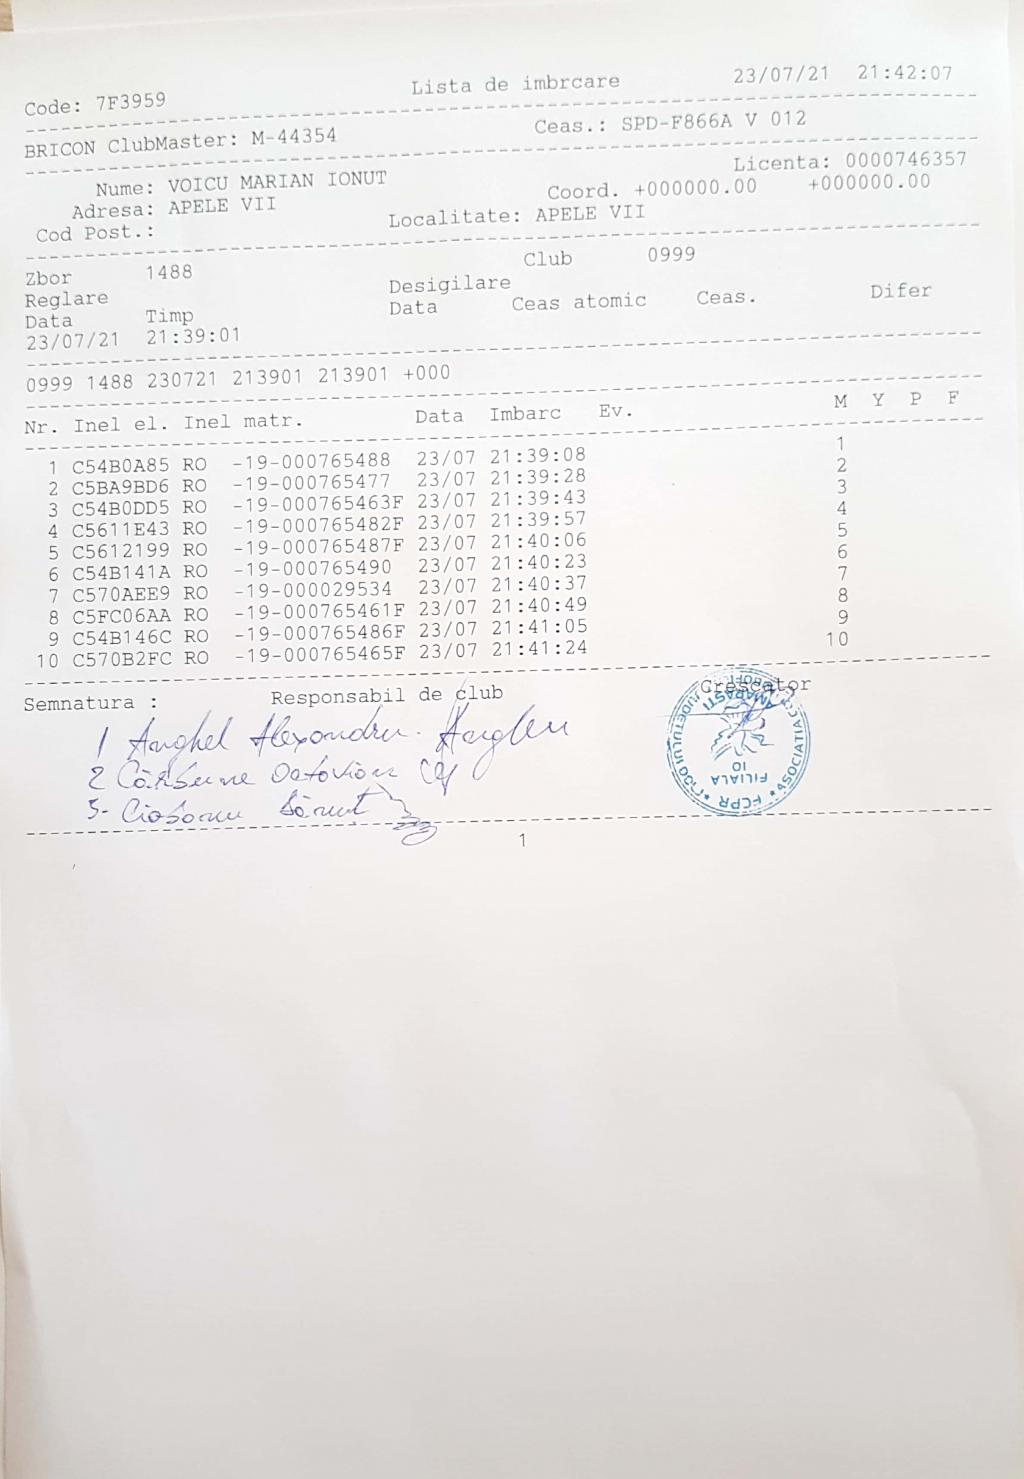 Code: 7F3959 Lista de imbrcare 23/07/21 21:42:07
BRICON ClubMaster: M-44354 Ceas.: SPD-F866A V 012
Licenta: 0000746357
Nume: VOICU MARIAN IONUT Coord. +000000.00 +000000.00
Adresa: APELE VII
Cod Post.: Localitate: APELE VII
Zbor 1488 Club 0999
Reglare Desigilare
Data Timp Data Ceas atomic Ceas. Difer
23/07/21 21:39:01
0999 1488 230721 213901 213901 +000
Nr. Inel el. Inel matr. Data Imbarc Ev. M Y P F
1 C54B0A85 RO -19-000765488 23/07 21:39:08 1
2 C5BA9BD6 RO -19-000765477 23/07 21:39:28 2
3 C54B0DD5 RO -19-000765463F 23/07 21:39:43 3
4 C5611E43 RO -19-000765482F 23/07 21:39:57 4
5 C5612199 RO -19-000765487F 23/07 21:40:06 5
6 C54B141A RO -19-000765490 23/07 21:40:23 6
7 C570AEE9 RO -19-000029534 23/07 21:40:37 7
8 C5FC06AA RO -19-000765461F 23/07 21:40:49 8
9 C54B146C RO -19-000765486F 23/07 21:41:05 9
10 C570B2FC RO -19-000765465F 23/07 21:41:24 10
Semnatura : Responsabil de club Crescator
1 Anghel Alexandru
2
3-
FILIALA
10
FCPR
1